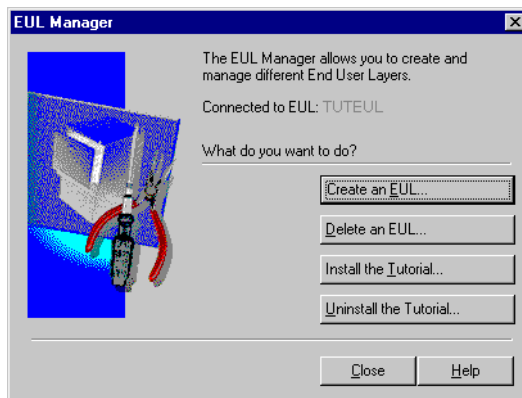 EUL Manager
The EUL Manager allows you to create and
manage different End User Layers.
Connected to EUL: TUTEUL
What do you want to do?
Create an EUL...
Delete an EUL...
Install the Tutorial...
Uninstall the Tutorial...
Close
Help